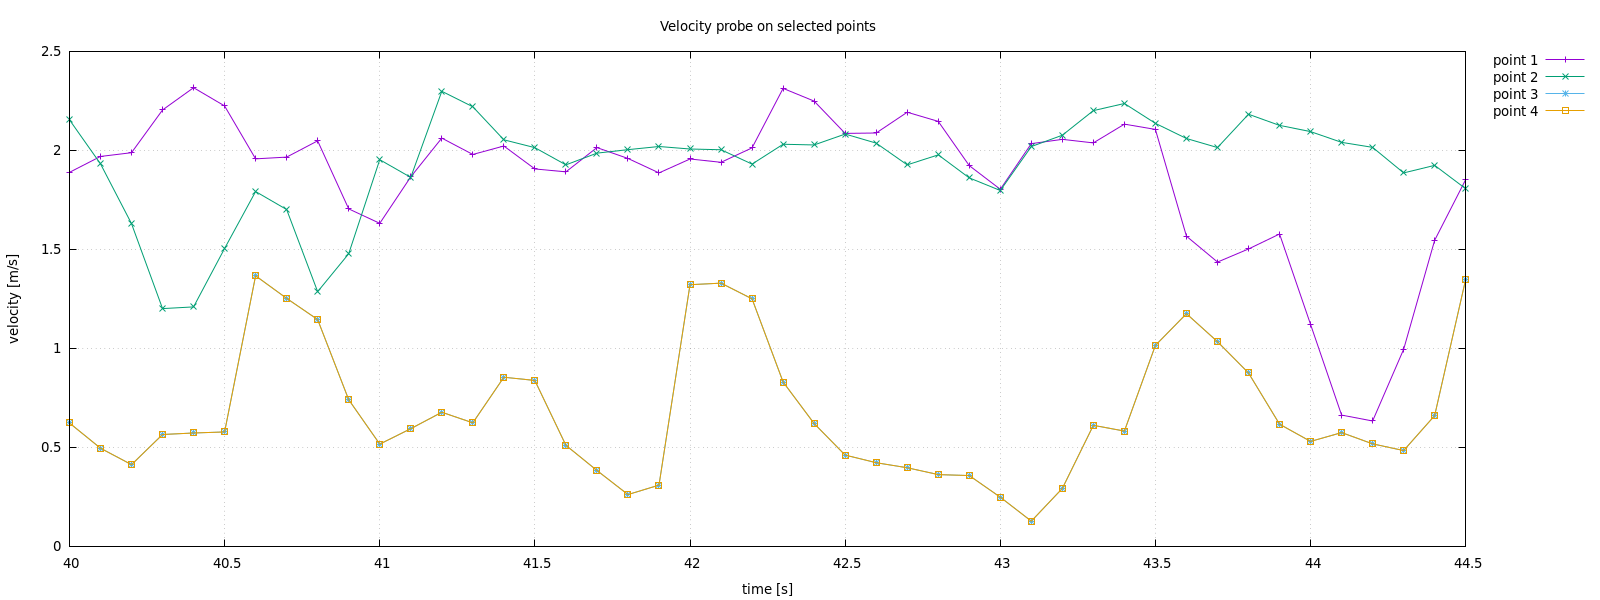 Velocity probe on selected points
point 1
point 2
point 3
point 4
velocity [m/s]
2.5
2
1.5
1
0.5
0
40
40.5
41
41.5
42
42.5
43
43.5
44
44.5
time [s]